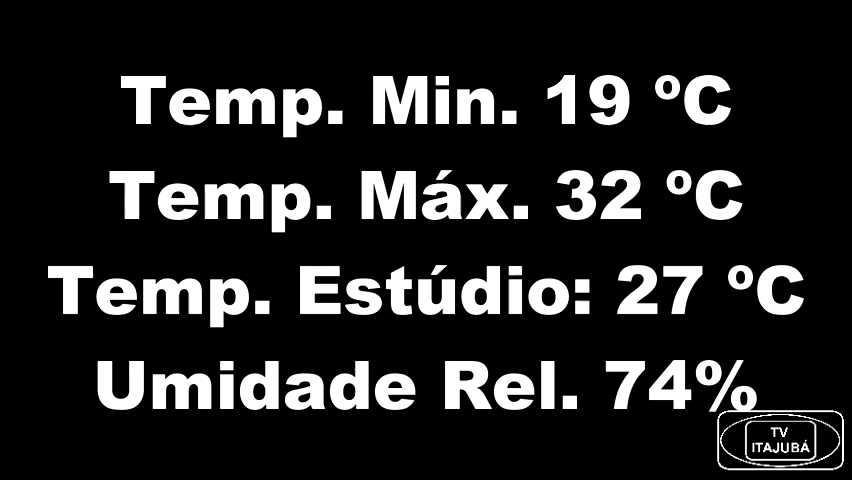 Temp. Min. 19 ºC
Temp. Máx. 32 ºC
Temp. Estúdio: 27 ºC
Umidade Rel. 74%
TV
ITAJUBÁ